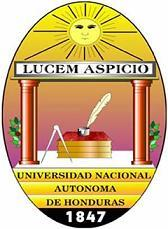 LUCEM ASPICIO
UNIVERSIDAD NACIONAL
AUTONOMA
DE HONDURAS
1847